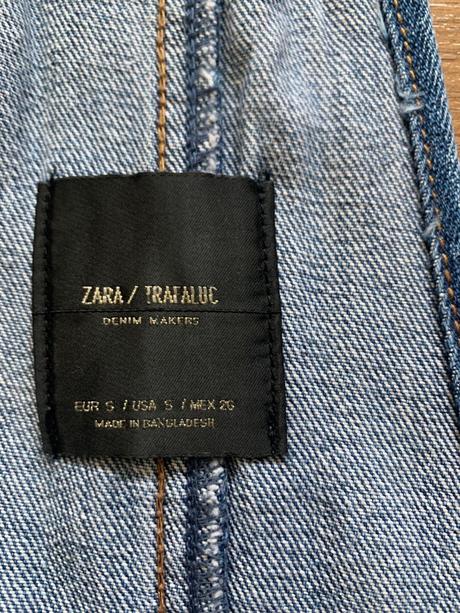 ZARA / TRAFALUC
DENIM MAKERS
EUR S / USA S / MEX 26
MADE IN BANGLADESH